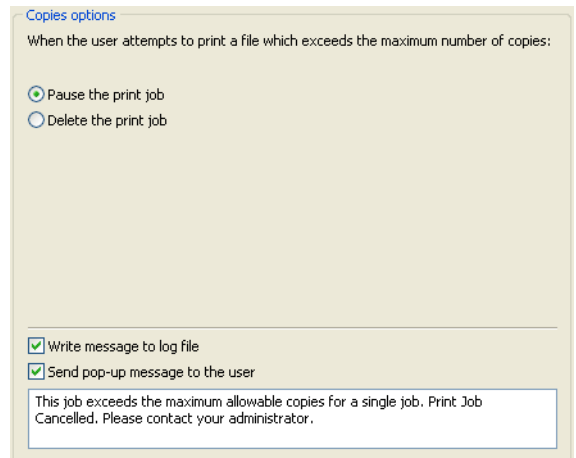 Copies options
When the user attempts to print a file which exceeds the maximum number of copies:
Pause the print job
Delete the print job
Write message to log file
Send pop-up message to the user
This job exceeds the maximum allowable copies for a single job. Print Job
Cancelled. Please contact your administrator.